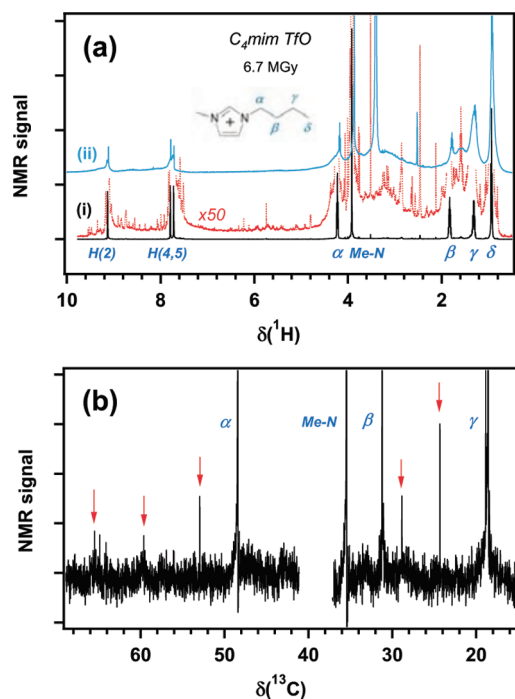 (a)
C4mim TfO
6.7 MGy
+
α
β
γ
δ
NMR signal
(ii)
(i)
x50
H(2)
H(4,5)
α
Me-N
β
γ
δ
10
8
6
4
2
δ(¹H)
(b)
α
Me-N
β
γ
NMR signal
60
50
40
30
20
δ(¹³C)